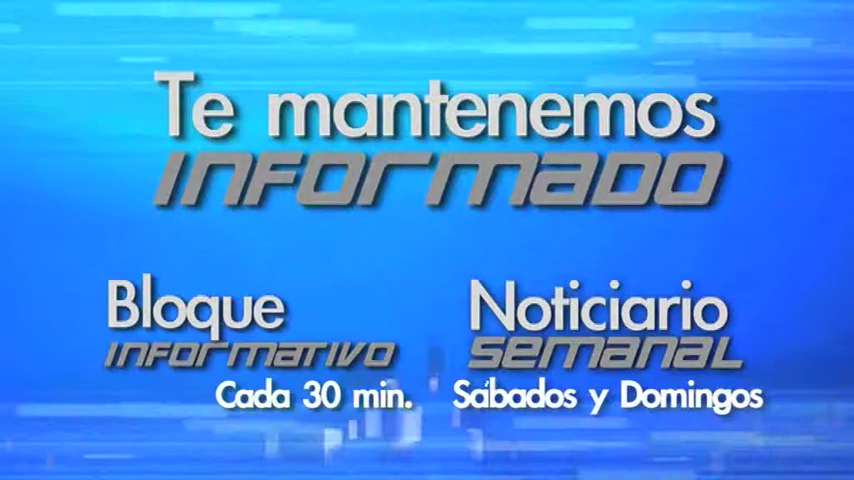 Te mantenemos
INFORMADO
Bloque
INFORMATIVO
Cada 30 min.
Noticiario
SEMANAL
Sábados y Domingos